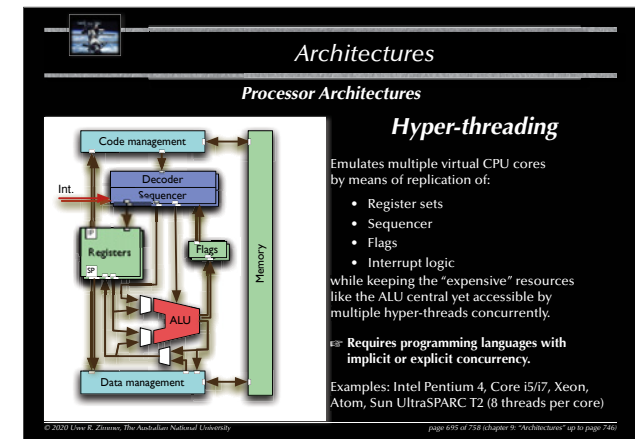 Architectures
Processor Architectures
Code management
Decoder
Sequencer
Int.
IP
Registers
SP
Flags
ALU
Memory
Data management
Hyper-threading
Emulates multiple virtual CPU cores
by means of replication of:
• Register sets
• Sequencer
• Flags
• Interrupt logic
while keeping the “expensive” resources
like the ALU central yet accessible by
multiple hyper-threads concurrently.
☞ Requires programming languages with
implicit or explicit concurrency.
Examples: Intel Pentium 4, Core i5/i7, Xeon,
Atom, Sun UltraSPARC T2 (8 threads per core)
© 2020 Uwe R. Zimmer, The Australian National University
page 695 of 758 (chapter 9: “Architectures” up to page 746)